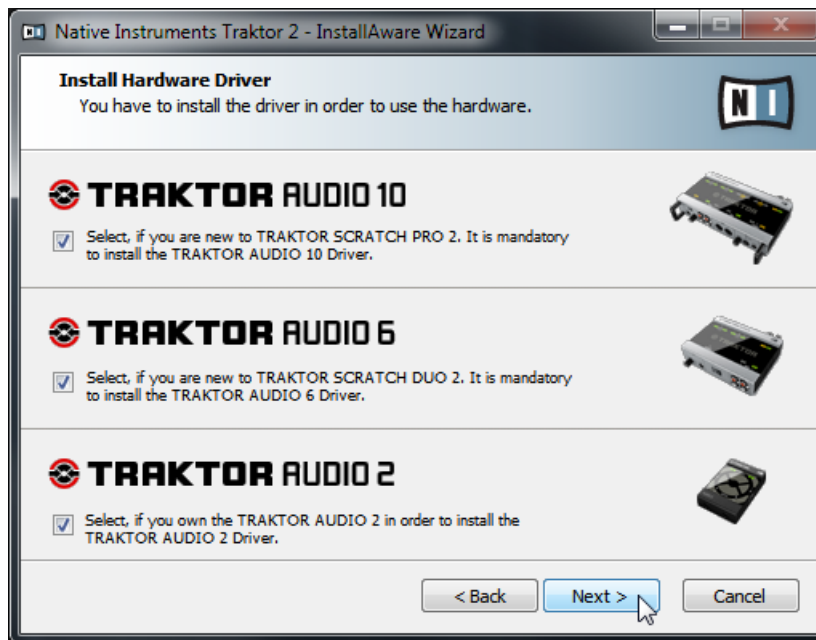 Native Instruments Traktor 2 - InstallAware Wizard
Install Hardware Driver
You have to install the driver in order to use the hardware.
N I
TRAKTOR AUDIO 10
Select, if you are new to TRAKTOR SCRATCH PRO 2. It is mandatory
to install the TRAKTOR AUDIO 10 Driver.
TRAKTOR AUDIO 6
Select, if you are new to TRAKTOR SCRATCH DUO 2. It is mandatory
to install the TRAKTOR AUDIO 6 Driver.
TRAKTOR AUDIO 2
Select, if you own the TRAKTOR AUDIO 2 in order to install the
TRAKTOR AUDIO 2 Driver.
< Back
Next >
Cancel